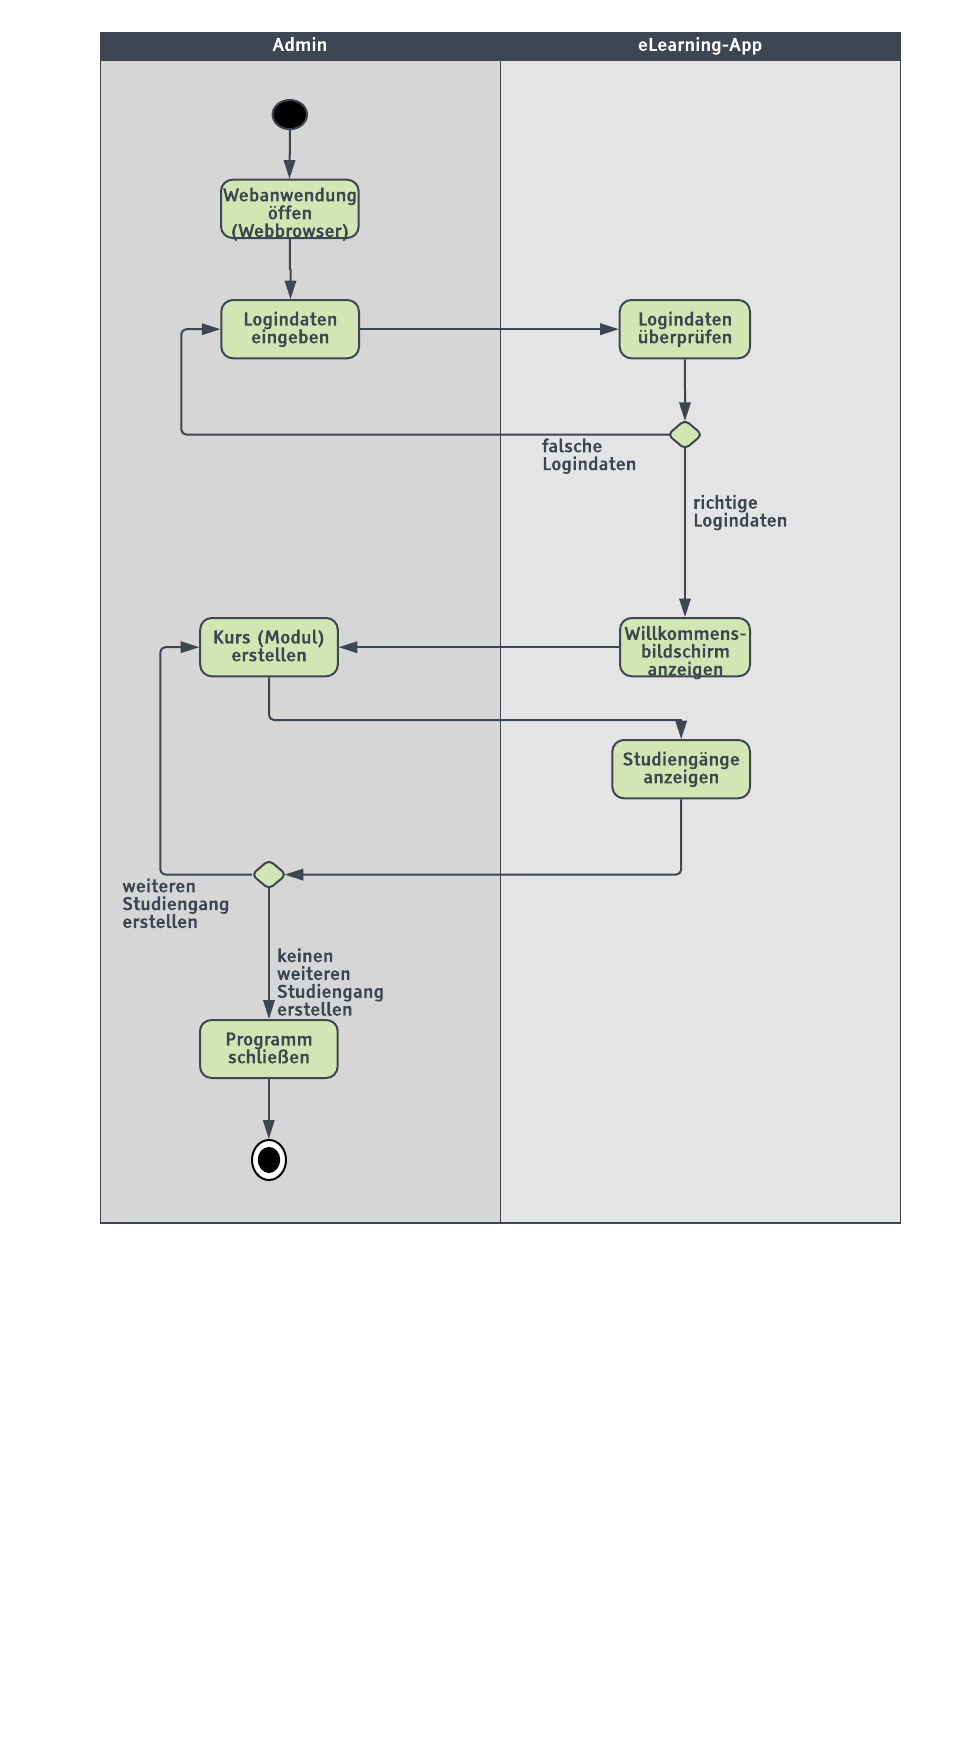 Admin
eLearning-App
Webanwendung
öffen
(Webbrowser)
Logindaten
eingeben
Logindaten
überprüfen
falsche
Logindaten
richtige
Logindaten
Kurs (Modul)
erstellen
Willkommens-
bildschirm
anzeigen
Studiengänge
anzeigen
weiteren
Studiengang
erstellen
keinen
weiteren
Studiengang
erstellen
Programm
schließen